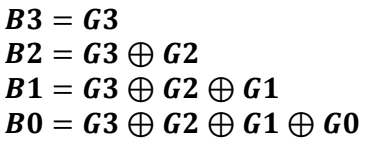 B3 = G3
B2 = G3 ⊕ G2
B1 = G3 ⊕ G2 ⊕ G1
B0 = G3 ⊕ G2 ⊕ G1 ⊕ G0